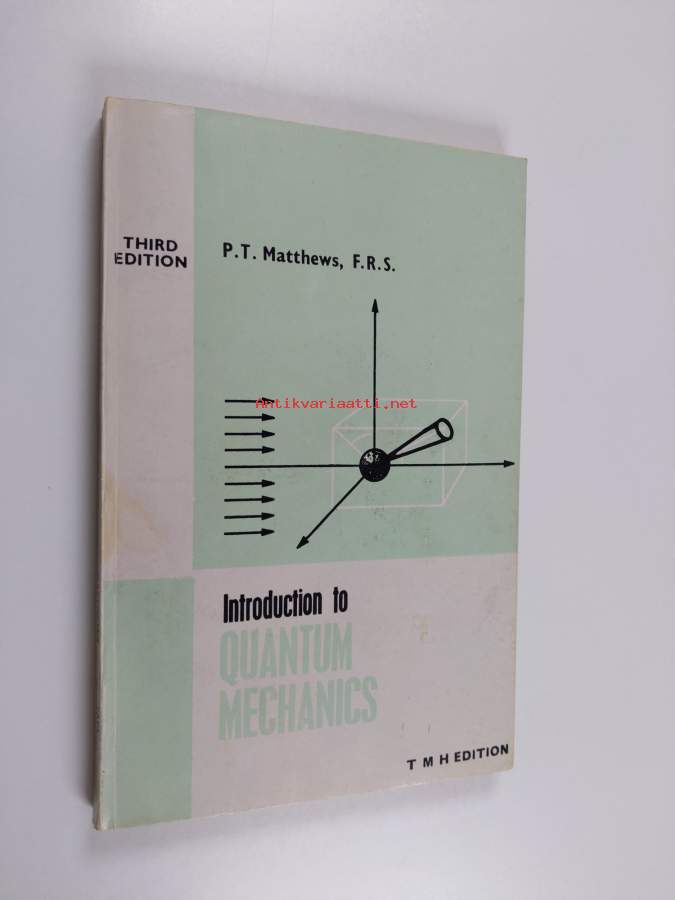 THIRD
EDITION
P.T. Matthews, F.R.S.
Antikvariaatti.net
Introduction to
QUANTUM
MECHANICS
T M H EDITION